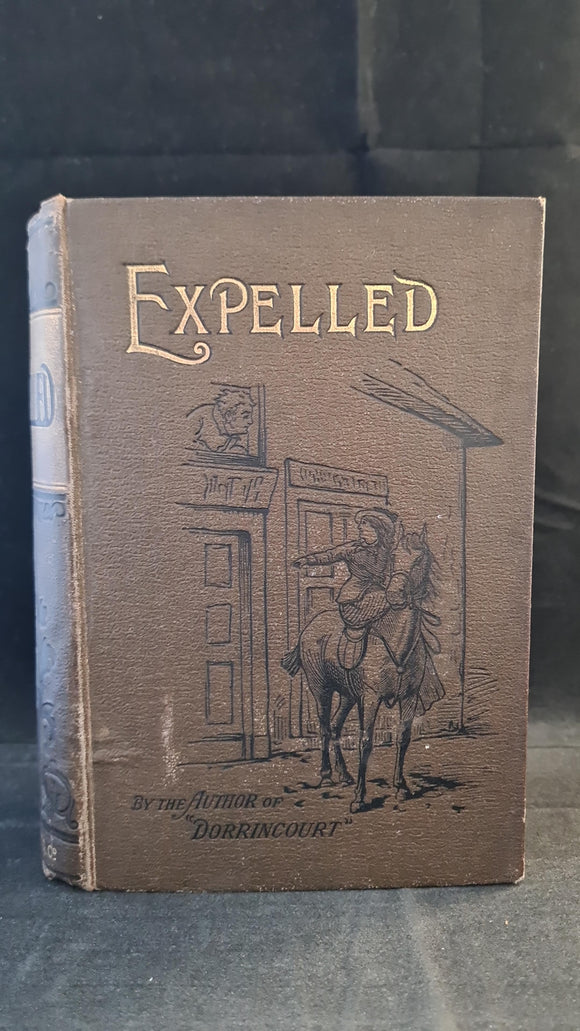 EXPELLED
BY THE AUTHOR OF
"DORRINCOURT"